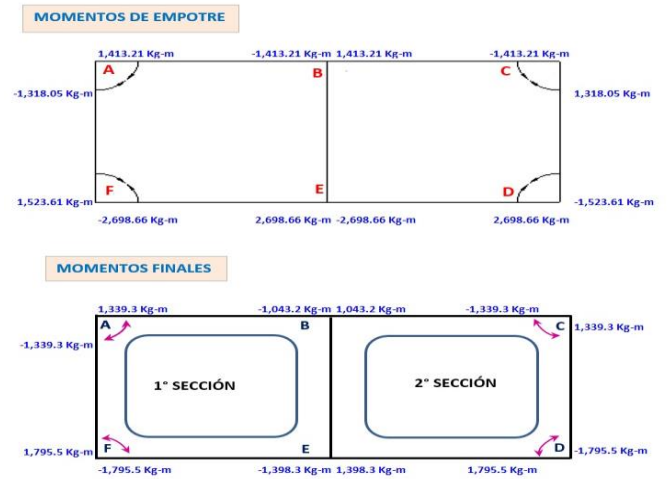 MOMENTOS DE EMPOTRE
1,413.21 Kg-m -1,413.21 Kg-m 1,413.21 Kg-m -1,413.21 Kg-m
A B C
-1,318.05 Kg-m 1,318.05 Kg-m
F E D
1,523.61 Kg-m -1,523.61 Kg-m
-2,698.66 Kg-m 2,698.66 Kg-m -2,698.66 Kg-m 2,698.66 Kg-m
MOMENTOS FINALES
1,339.3 Kg-m -1,043.2 Kg-m 1,043.2 Kg-m -1,339.3 Kg-m
A B C
1,339.3 Kg-m
-1,339.3 Kg-m
1° SECCIÓN 2° SECCIÓN
F E D
1,795.5 Kg-m -1,795.5 Kg-m
-1,795.5 Kg-m -1,398.3 Kg-m 1,398.3 Kg-m 1,795.5 Kg-m